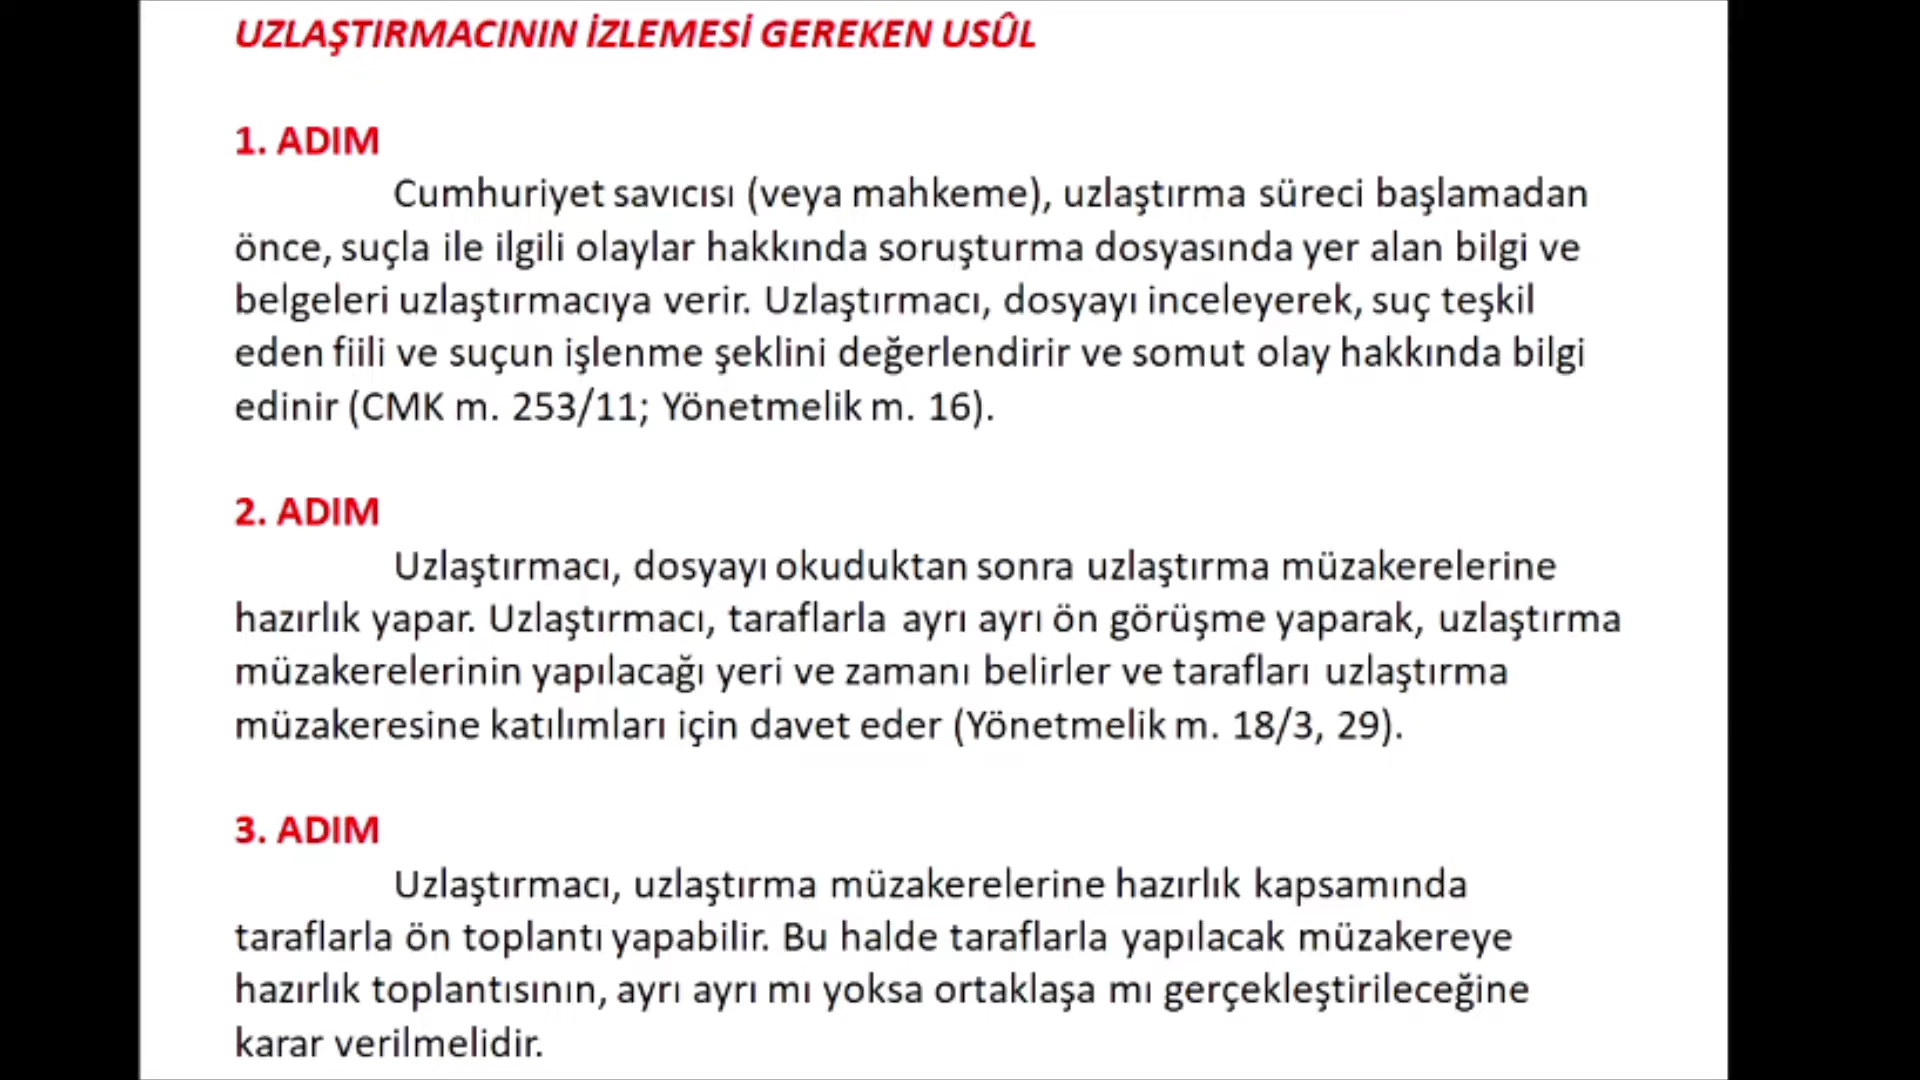 UZLAŞTIRMACININ İZLEMESİ GEREKEN USÛL
1. ADIM
Cumhuriyet savıcısı (veya mahkeme), uzlaştırma süreci başlamadan
önce, suçla ile ilgili olaylar hakkında soruşturma dosyasında yer alan bilgi ve
belgeleri uzlaştırmacıya verir. Uzlaştırmacı, dosyayı inceleyerek, suç teşkil
eden fiili ve suçun işlenme şeklini değerlendirir ve somut olay hakkında bilgi
edinir (CMK m. 253/11; Yönetmelik m. 16).
2. ADIM
Uzlaştırmacı, dosyayı okuduktan sonra uzlaştırma müzakerelerine
hazırlık yapar. Uzlaştırmacı, taraflarla ayrı ayrı ön görüşme yaparak, uzlaştırma
müzakerelerinin yapılacağı yeri ve zamanı belirler ve tarafları uzlaştırma
müzakeresine katılımları için davet eder (Yönetmelik m. 18/3, 29).
3. ADIM
Uzlaştırmacı, uzlaştırma müzakerelerine hazırlık kapsamında
taraflarla ön toplantı yapabilir. Bu halde taraflarla yapılacak müzakereye
hazırlık toplantısının, ayrı ayrı mı yoksa ortaklaşa mı gerçekleştirileceğine
karar verilmelidir.